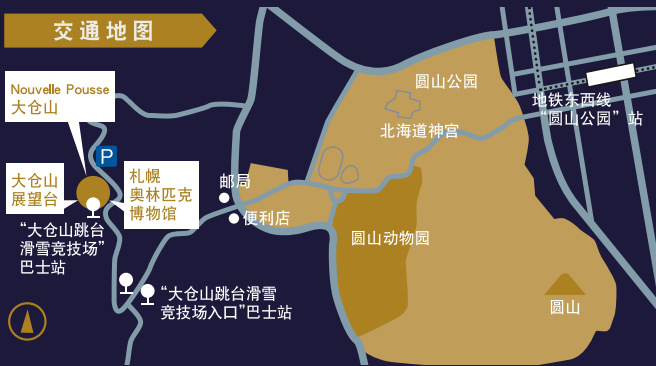 交通地图
Nouvelle Pousse
大仓山
P
大仓山
展望台
札幌
奥林匹克
博物馆
“大仓山跳台
滑雪竞技场”
巴士站
“大仓山跳台滑雪
竞技场入口”巴士站
邮局
便利店
圆山公园
北海道神宫
圆山动物园
圆山
地铁东西线
“圆山公园”站